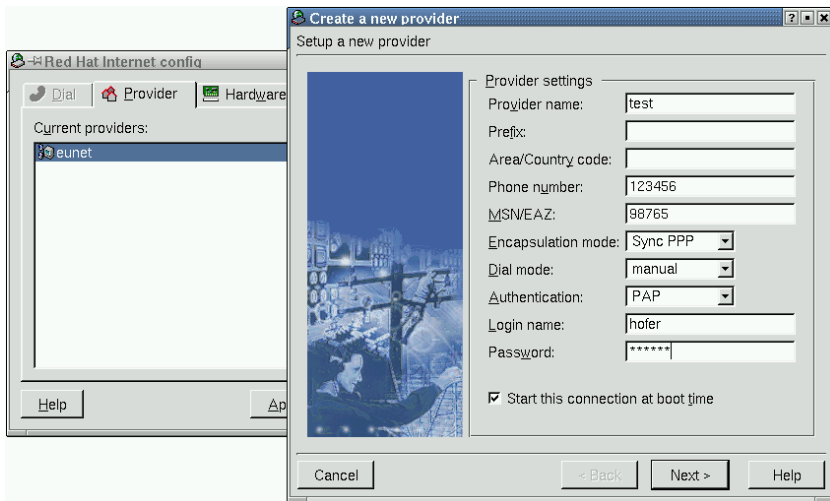 Red Hat Internet config
Dial Provider Hardware
Current providers:
eunet
Help Ap
Create a new provider
Setup a new provider
Provider settings
Provider name: test
Prefix:
Area/Country code:
Phone number: 123456
MSN/EAZ: 98765
Encapsulation mode: Sync PPP
Dial mode: manual
Authentication: PAP
Login name: hofer
Password: ******
Start this connection at boot time
Cancel < Back Next > Help